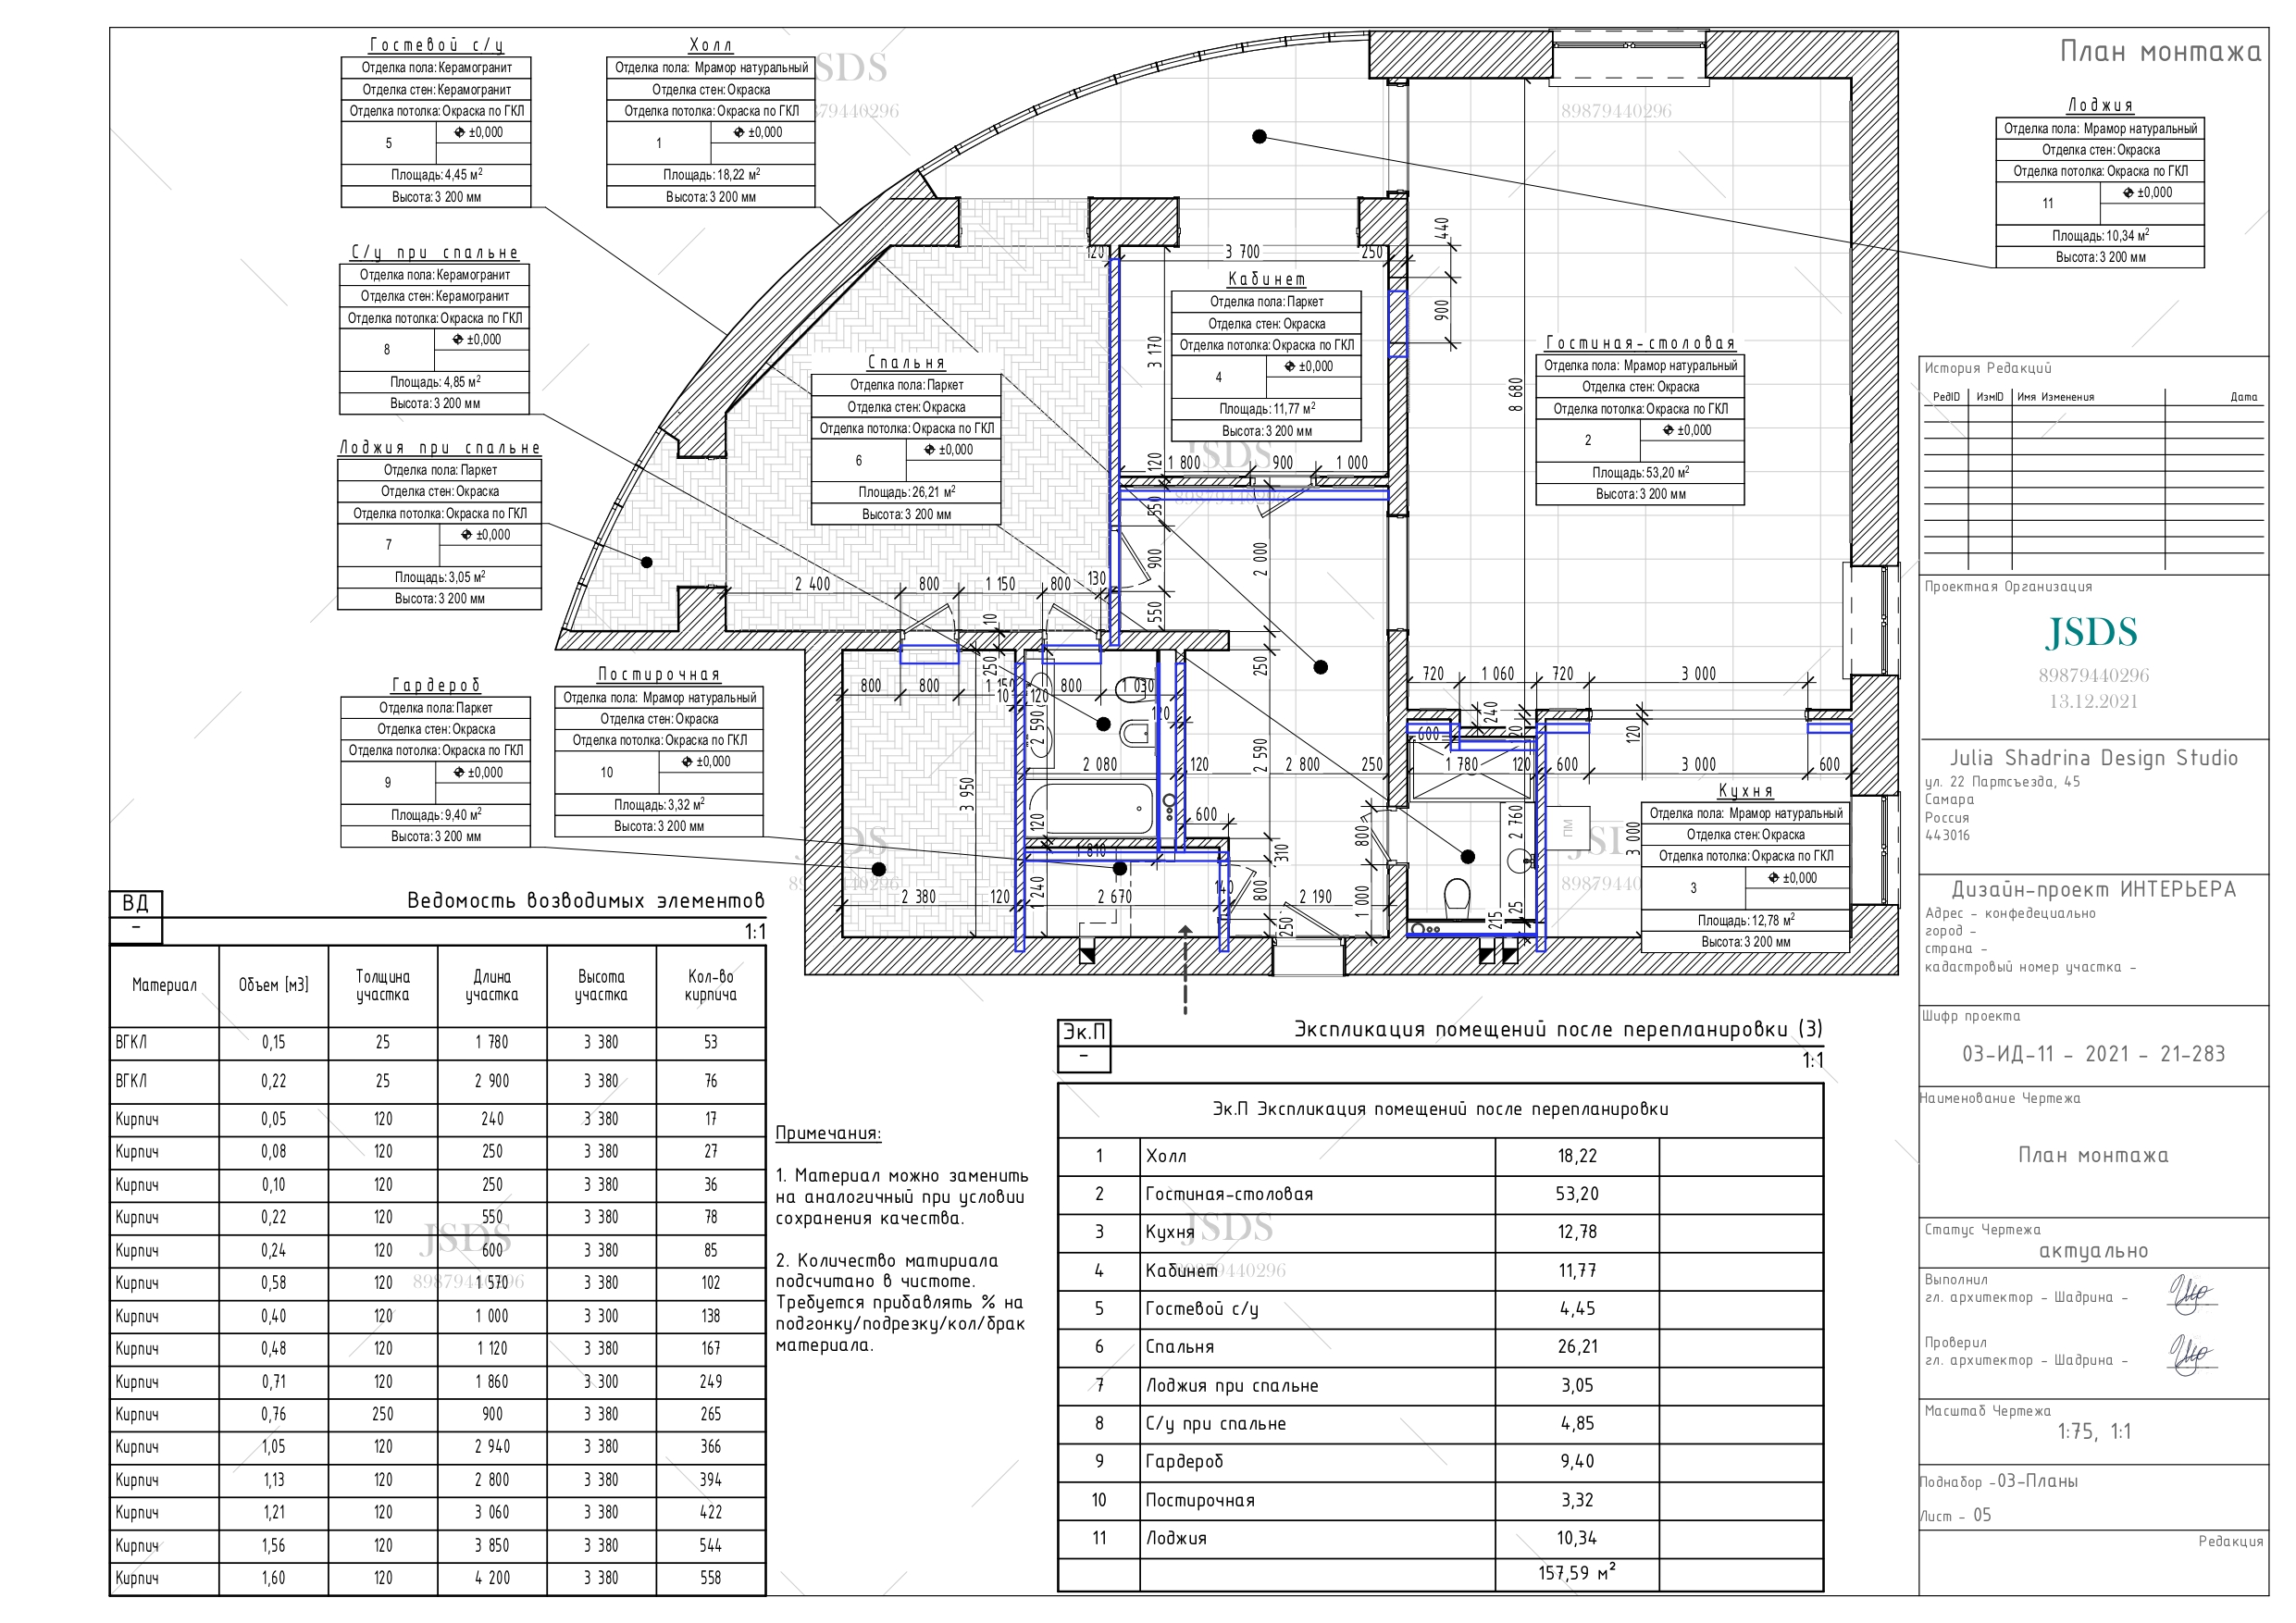 План монтажа
Гостевой с/у
Отделка пола: Керамогранит
Отделка стен: Керамогранит
Отделка потолка: Окраска по ГКЛ
5
±0,000
Площадь: 4,45 м²
Высота: 3 200 мм
Холл
Отделка пола: Мрамор натуральный
Отделка стен: Окраска
Отделка потолка: Окраска по ГКЛ
1
±0,000
Площадь: 18,22 м²
Высота: 3 200 мм
Лоджия
Отделка пола: Мрамор натуральный
Отделка стен: Окраска
Отделка потолка: Окраска по ГКЛ
11
±0,000
Площадь: 10,34 м²
Высота: 3 200 мм
С/у при спальне
Отделка пола: Керамогранит
Отделка стен: Керамогранит
Отделка потолка: Окраска по ГКЛ
8
±0,000
Площадь: 4,85 м²
Высота: 3 200 мм
Лоджия при спальне
Отделка пола: Паркет
Отделка стен: Окраска
Отделка потолка: Окраска по ГКЛ
7
±0,000
Площадь: 3,05 м²
Высота: 3 200 мм
Гардероб
Отделка пола: Паркет
Отделка стен: Окраска
Отделка потолка: Окраска по ГКЛ
9
±0,000
Площадь: 9,40 м²
Высота: 3 200 мм
Постирочная
Отделка пола: Мрамор натуральный
Отделка стен: Окраска
Отделка потолка: Окраска по ГКЛ
10
±0,000
Площадь: 3,32 м²
Высота: 3 200 мм
Спальня
Отделка пола: Паркет
Отделка стен: Окраска
Отделка потолка: Окраска по ГКЛ
6
±0,000
Площадь: 26,21 м²
Высота: 3 200 мм
Кабинет
Отделка пола: Паркет
Отделка стен: Окраска
Отделка потолка: Окраска по ГКЛ
4
±0,000
Площадь: 11,77 м²
Высота: 3 200 мм
Гостиная-столовая
Отделка пола: Мрамор натуральный
Отделка стен: Окраска
Отделка потолка: Окраска по ГКЛ
2
±0,000
Площадь: 53,20 м²
Высота: 3 200 мм
Кухня
Отделка пола: Мрамор натуральный
Отделка стен: Окраска
Отделка потолка: Окраска по ГКЛ
3
±0,000
Площадь: 12,78 м²
Высота: 3 200 мм
120 3 700 250
440
900
3 170
8 680
120 1 800 900 1 000
550
900
550
2 000
2 400 800 1 150 800 130
10
250
250
720 1 060 720 3 000
800 800 800 1 030
10 120
120
2 590
2 590
240
120
600
120
2 080 120 2 800 250 1 780 120 600 3 000 600
3 950
120
600
800
2 760
ПМ
3 000
1 810
310
1 240
800
1 000
2 380 120 2 670 140 2 190
250
215
25
ВД
-
Ведомость возводимых элементов
1:1
Материал Объем [м3] Толщина участка Длина участка Высота участка Кол-во кирпича
ВГКЛ 0,15 25 1 780 3 380 53
ВГКЛ 0,22 25 2 900 3 380 76
Кирпич 0,05 120 240 3 380 17
Кирпич 0,08 120 250 3 380 27
Кирпич 0,10 120 250 3 380 36
Кирпич 0,22 120 550 3 380 78
Кирпич 0,24 120 600 3 380 85
Кирпич 0,58 120 1 570 3 380 102
Кирпич 0,40 120 1 000 3 300 138
Кирпич 0,48 120 1 120 3 380 167
Кирпич 0,71 120 1 860 3 300 249
Кирпич 0,76 250 900 3 380 265
Кирпич 1,05 120 2 940 3 380 366
Кирпич 1,13 120 2 800 3 380 394
Кирпич 1,21 120 3 060 3 380 422
Кирпич 1,56 120 3 850 3 380 544
Кирпич 1,60 120 4 200 3 380 558
Примечания:
1. Материал можно заменить
на аналогичный при условии
сохранения качества.
2. Количество матириала
подсчитано в чистоте.
Требуется прибавлять % на
подгонку/подрезку/кол/брак
материала.
Эк.П
-
Экспликация помещений после перепланировки (3)
1:1
Эк.П Экспликация помещений после перепланировки
1 Холл 18,22
2 Гостиная-столовая 53,20
3 Кухня 12,78
4 Кабинет 11,77
5 Гостевой с/у 4,45
6 Спальня 26,21
7 Лоджия при спальне 3,05
8 С/у при спальне 4,85
9 Гардероб 9,40
10 Постирочная 3,32
11 Лоджия 10,34
157,59 м²
История Редакций
РедID ИзмID Имя Изменения Дата
Проектная Организация
JSDS
89879440296
13.12.2021
Julia Shadrina Design Studio
ул. 22 Партсъезда, 45
Самара
Россия
443016
Дизайн-проект ИНТЕРЬЕРА
Адрес - конфедециально
город -
страна -
кадастровый номер участка -
Шифр проекта
03-ИД-11 - 2021 - 21-283
Наименование Чертежа
План монтажа
Статус Чертежа
актуально
Выполнил
гл. архитектор - Шадрина -
Проверил
гл. архитектор - Шадрина -
Масштаб Чертежа
1:75, 1:1
Поднабор -03-Планы
Лист - 05
Редакция
JSDS
89879440296